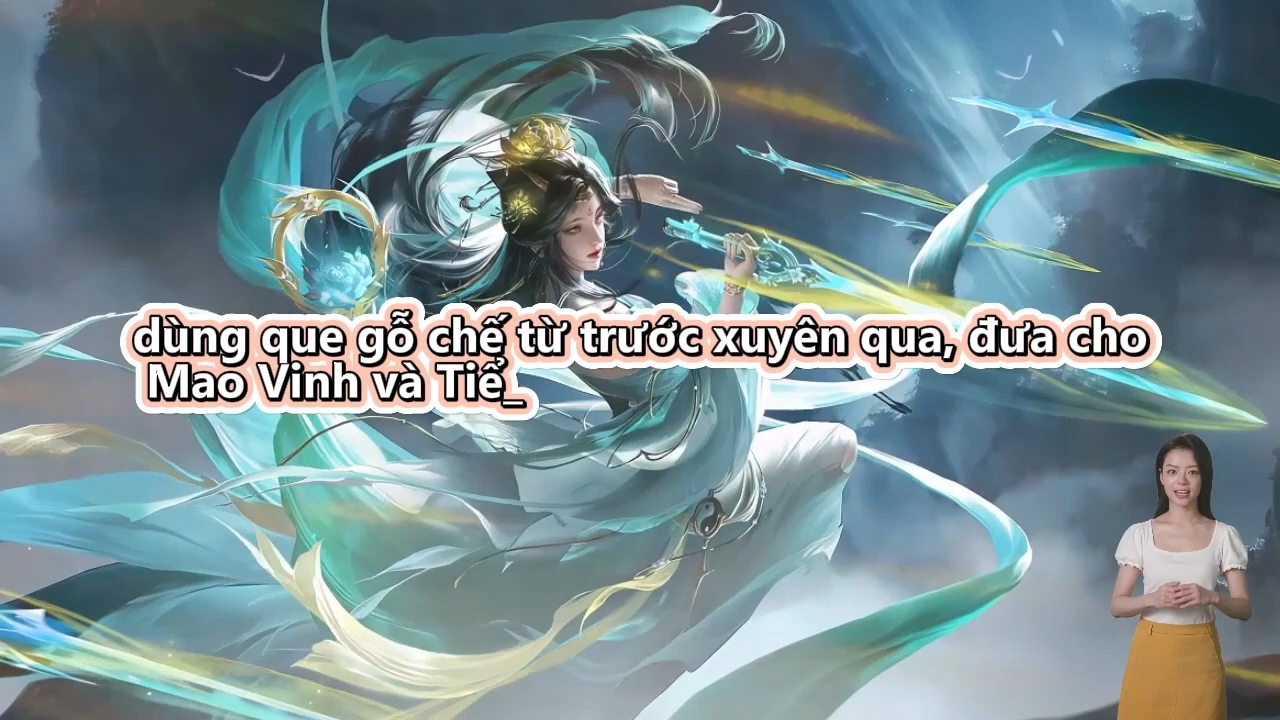 dùng que gỗ chế từ trước xuyên qua, đưa cho
Mao Vinh và Tiể_